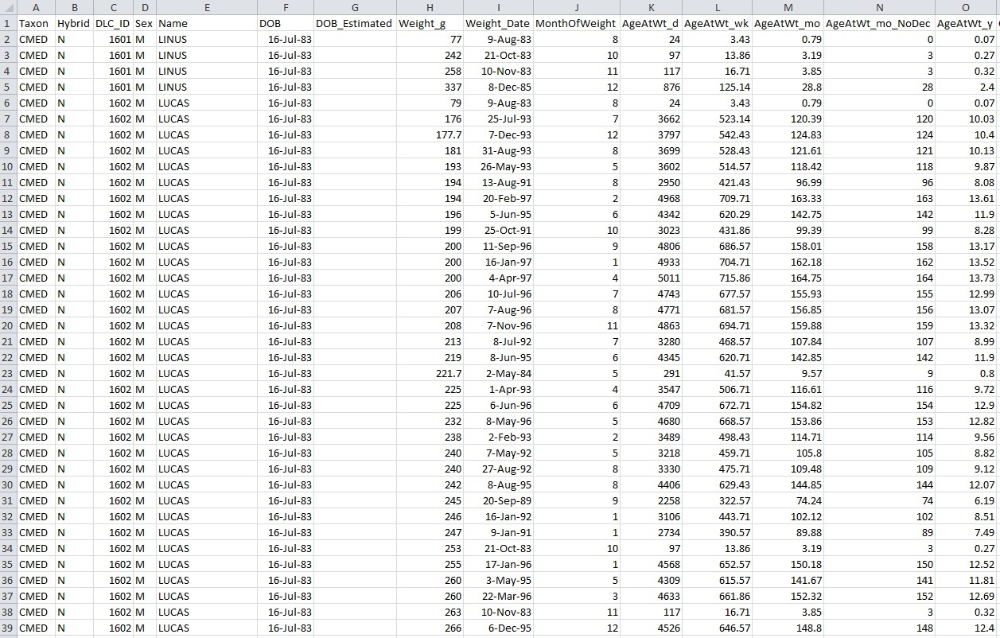 A B C D E F G H I J K L M N O
1 Taxon Hybrid DLC_ID Sex Name DOB DOB_Estimated Weight_g Weight_Date MonthOfWeight AgeAtWt_d AgeAtWt_wk AgeAtWt_mo AgeAtWt_mo_NoDec AgeAtWt_y
2 CMED N 1601 M LINUS 16-Jul-83 77 9-Aug-83 8 24 3.43 0.79 0 0.07
3 CMED N 1601 M LINUS 16-Jul-83 242 21-Oct-83 10 97 13.86 3.19 3 0.27
4 CMED N 1601 M LINUS 16-Jul-83 258 10-Nov-83 11 117 16.71 3.85 3 0.32
5 CMED N 1601 M LINUS 16-Jul-83 337 8-Dec-85 12 876 125.14 28.8 28 2.4
6 CMED N 1602 M LUCAS 16-Jul-83 79 9-Aug-83 8 24 3.43 0.79 0 0.07
7 CMED N 1602 M LUCAS 16-Jul-83 176 25-Jul-93 7 3662 523.14 120.39 120 10.03
8 CMED N 1602 M LUCAS 16-Jul-83 177.7 7-Dec-93 12 3797 542.43 124.83 124 10.4
9 CMED N 1602 M LUCAS 16-Jul-83 181 31-Aug-93 8 3699 528.43 121.61 121 10.13
10 CMED N 1602 M LUCAS 16-Jul-83 193 26-May-93 5 3602 514.57 118.42 118 9.87
11 CMED N 1602 M LUCAS 16-Jul-83 194 13-Aug-91 8 2950 421.43 96.99 96 8.08
12 CMED N 1602 M LUCAS 16-Jul-83 194 20-Feb-97 2 4968 709.71 163.33 163 13.61
13 CMED N 1602 M LUCAS 16-Jul-83 196 5-Jun-95 6 4342 620.29 142.75 142 11.9
14 CMED N 1602 M LUCAS 16-Jul-83 199 25-Oct-91 10 3023 431.86 99.39 99 8.28
15 CMED N 1602 M LUCAS 16-Jul-83 200 11-Sep-96 9 4806 686.57 158.01 158 13.17
16 CMED N 1602 M LUCAS 16-Jul-83 200 16-Jan-97 1 4933 704.71 162.18 162 13.52
17 CMED N 1602 M LUCAS 16-Jul-83 200 4-Apr-97 4 5011 715.86 164.75 164 13.73
18 CMED N 1602 M LUCAS 16-Jul-83 206 10-Jul-96 7 4743 677.57 155.93 155 12.99
19 CMED N 1602 M LUCAS 16-Jul-83 207 7-Aug-96 8 4771 681.57 156.85 156 13.07
20 CMED N 1602 M LUCAS 16-Jul-83 208 7-Nov-96 11 4863 694.71 159.88 159 13.32
21 CMED N 1602 M LUCAS 16-Jul-83 213 8-Jul-92 7 3280 468.57 107.84 107 8.99
22 CMED N 1602 M LUCAS 16-Jul-83 219 8-Jun-95 6 4345 620.71 142.85 142 11.9
23 CMED N 1602 M LUCAS 16-Jul-83 221.7 2-May-84 5 291 41.57 9.57 9 0.8
24 CMED N 1602 M LUCAS 16-Jul-83 225 1-Apr-93 4 3547 506.71 116.61 116 9.72
25 CMED N 1602 M LUCAS 16-Jul-83 225 6-Jun-96 6 4709 672.71 154.82 154 12.9
26 CMED N 1602 M LUCAS 16-Jul-83 232 8-May-96 5 4680 668.57 153.86 153 12.82
27 CMED N 1602 M LUCAS 16-Jul-83 238 2-Feb-93 2 3489 498.43 114.71 114 9.56
28 CMED N 1602 M LUCAS 16-Jul-83 240 7-May-92 5 3218 459.71 105.8 105 8.82
29 CMED N 1602 M LUCAS 16-Jul-83 240 27-Aug-92 8 3330 475.71 109.48 109 9.12
30 CMED N 1602 M LUCAS 16-Jul-83 242 8-Aug-95 8 4406 629.43 144.85 144 12.07
31 CMED N 1602 M LUCAS 16-Jul-83 245 20-Sep-89 9 2258 322.57 74.24 74 6.19
32 CMED N 1602 M LUCAS 16-Jul-83 246 16-Jan-92 1 3106 443.71 102.12 102 8.51
33 CMED N 1602 M LUCAS 16-Jul-83 247 9-Jan-91 1 2734 390.57 89.88 89 7.49
34 CMED N 1602 M LUCAS 16-Jul-83 253 21-Oct-83 10 97 13.86 3.19 3 0.27
35 CMED N 1602 M LUCAS 16-Jul-83 255 17-Jan-96 1 4568 652.57 150.18 150 12.52
36 CMED N 1602 M LUCAS 16-Jul-83 260 3-May-95 5 4309 615.57 141.67 141 11.81
37 CMED N 1602 M LUCAS 16-Jul-83 260 22-Mar-96 3 4633 661.86 152.32 152 12.69
38 CMED N 1602 M LUCAS 16-Jul-83 263 10-Nov-83 11 117 16.71 3.85 3 0.32
39 CMED N 1602 M LUCAS 16-Jul-83 266 6-Dec-95 12 4526 646.57 148.8 148 12.4